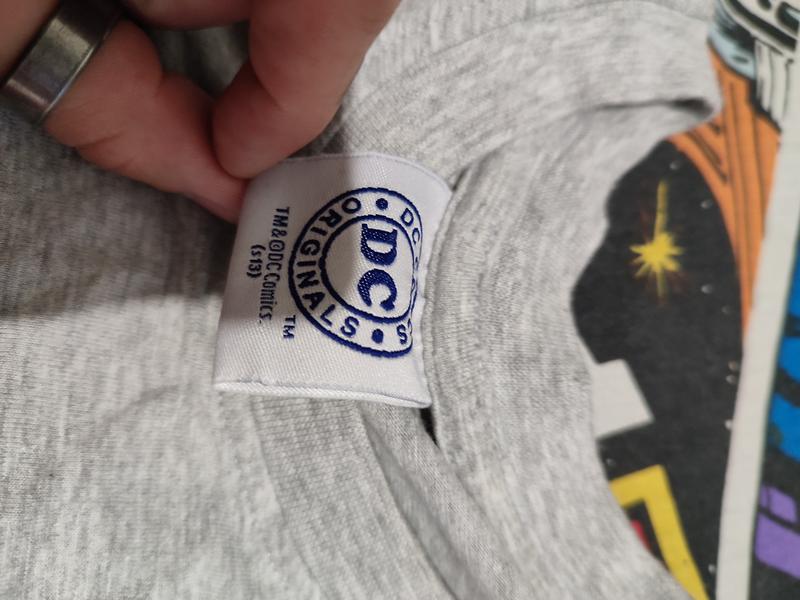 DC
ORIGINALS
DC
TM
TM&©DC Comics.
(s13)